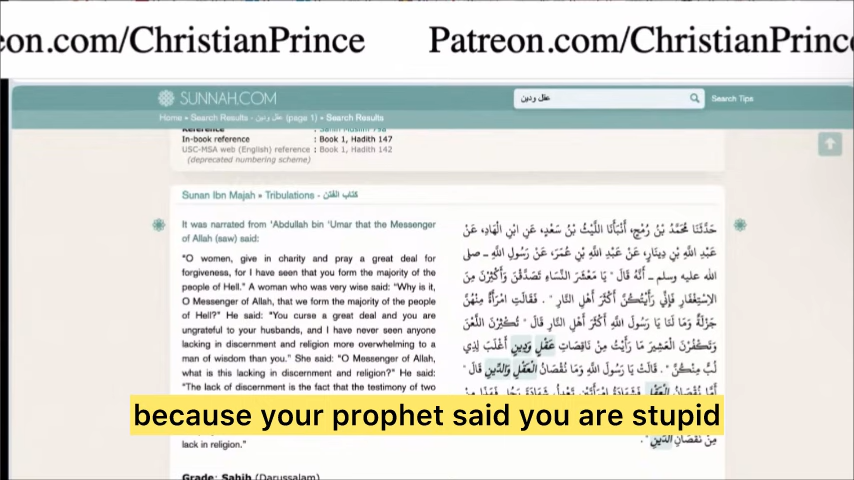 eon.com/ChristianPrince Patreon.com/ChristianPrince
SUNNAH.COM
عقل ودين
Search Tips
Home » Search Results - عقل ودين (page 1) » Search Results
Reference : Sahih Muslim 79a
In-book reference : Book 1, Hadith 147
USC-MSA web (English) reference : Book 1, Hadith 142
(deprecated numbering scheme)
Sunan Ibn Majah » Tribulations - كتاب الفتن
It was narrated from 'Abdullah bin 'Umar that the Messenger
of Allah (saw) said:
"O women, give in charity and pray a great deal for
forgiveness, for I have seen that you form the majority of the
people of Hell." A woman who was very wise said: "Why is it,
O Messenger of Allah, that we form the majority of the people
of Hell?" He said: "You curse a great deal and you are
ungrateful to your husbands, and I have never seen anyone
lacking in discernment and religion more overwhelming to a
man of wisdom than you." She said: "O Messenger of Allah,
what is this lacking in discernment and religion?" He said:
"The lack of discernment is the fact that the testimony of two
lack in religion."
Grade: Sahih (Darussalam)
حَدَّثَنَا مُحَمَّدُ بْنُ رُمْحٍ، أَنْبَأَنَا اللَّيْثُ بْنُ سَعْدٍ، عَنِ ابْنِ الْهَادِ، عَنْ
عَبْدِ اللَّهِ بْنِ دِينَارٍ، عَنْ عَبْدِ اللَّهِ بْنِ عُمَرَ، عَنْ رَسُولِ اللَّهِ ـ صلى
الله عليه وسلم ـ أَنَّهُ قَالَ " يَا مَعْشَرَ النِّسَاءِ تَصَدَّقْنَ وَأَكْثِرْنَ مِنَ
الاِسْتِغْفَارِ فَإِنِّي رَأَيْتُكُنَّ أَكْثَرَ أَهْلِ النَّارِ " . فَقَالَتِ امْرَأَةٌ مِنْهُنَّ
جَزْلَةٌ وَمَا لَنَا يَا رَسُولَ اللَّهِ أَكْثَرَ أَهْلِ النَّارِ قَالَ " تُكْثِرْنَ اللَّعْنَ
وَتَكْفُرْنَ الْعَشِيرَ مَا رَأَيْتُ مِنْ نَاقِصَاتِ عَقْلٍ وَدِينٍ أَغْلَبَ لِذِي
لُبٍّ مِنْكُنَّ " . قَالَتْ يَا رَسُولَ اللَّهِ وَمَا نُقْصَانُ الْعَقْلِ وَالدِّينِ قَالَ "
مِنْ نُقْصَانِ الدِّينِ " .
because your prophet said you are stupid